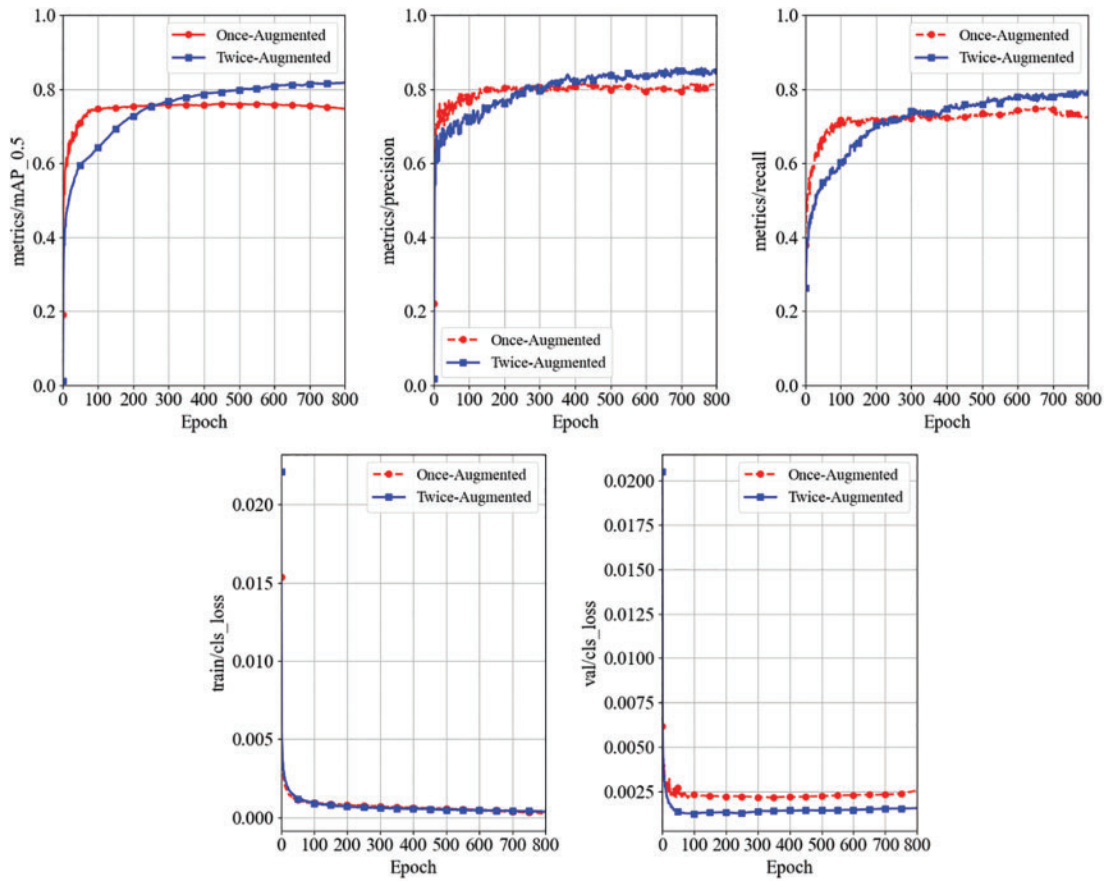 metrics/mAP_0.5
1.0
0.8
0.6
0.4
0.2
0.0
Once-Augmented
Twice-Augmented
0 100 200 300 400 500 600 700 800
Epoch
metrics/precision
1.0
0.8
0.6
0.4
0.2
0.0
Once-Augmented
Twice-Augmented
0 100 200 300 400 500 600 700 800
Epoch
metrics/recall
1.0
0.8
0.6
0.4
0.2
0.0
Once-Augmented
Twice-Augmented
0 100 200 300 400 500 600 700 800
Epoch
train/cls_loss
0.020
0.015
0.010
0.005
0.000
Once-Augmented
Twice-Augmented
0 100 200 300 400 500 600 700 800
Epoch
val/cls_loss
0.0200
0.0175
0.0150
0.0125
0.0100
0.0075
0.0050
0.0025
Once-Augmented
Twice-Augmented
0 100 200 300 400 500 600 700 800
Epoch